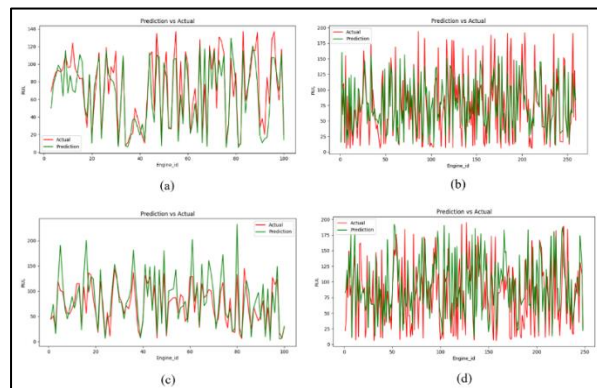 Prediction vs Actual
RUL
140
120
100
80
60
40
20
0
Actual
Prediction
0
20
40
60
80
100
Engine_id
(a)
Prediction vs Actual
RUL
200
175
150
125
100
75
50
25
0
Actual
Prediction
0
50
100
150
200
250
Engine_id
(b)
Prediction vs Actual
RUL
200
150
100
50
0
Actual
Prediction
0
20
40
60
80
100
Engine_id
(c)
Prediction vs Actual
RUL
200
175
150
125
100
75
50
25
0
Actual
Prediction
0
50
100
150
200
250
Engine_id
(d)